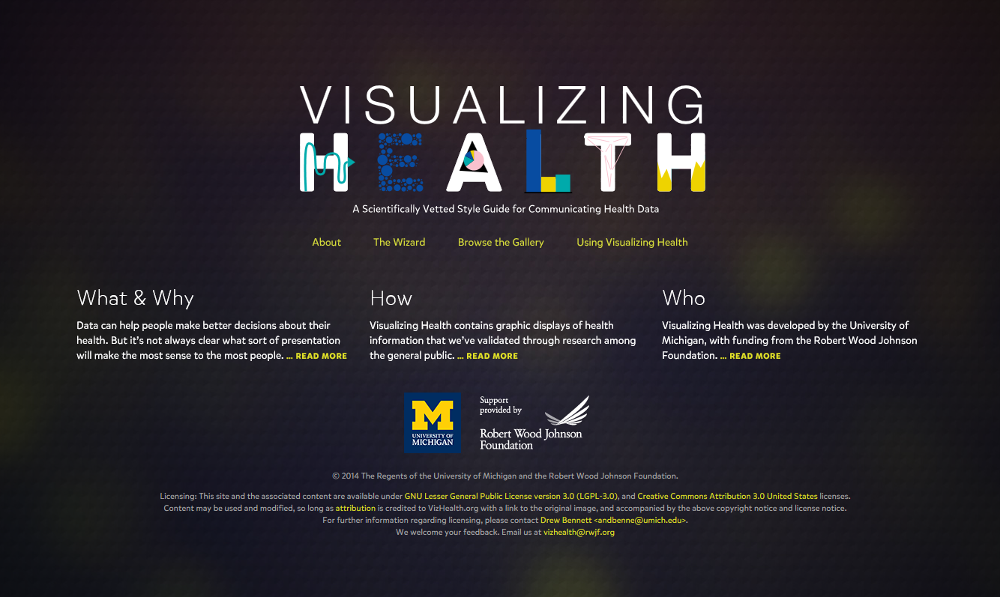 VISUALIZING
HEALTH
A Scientifically Vetted Style Guide for Communicating Health Data
About The Wizard Browse the Gallery Using Visualizing Health
What & Why
Data can help people make better decisions about their
health. But it's not always clear what sort of presentation
will make the most sense to the most people. ... READ MORE
How
Visualizing Health contains graphic displays of health
information that we've validated through research among
the general public. ... READ MORE
Who
Visualizing Health was developed by the University of
Michigan, with funding from the Robert Wood Johnson
Foundation. ... READ MORE
M
UNIVERSITY OF
MICHIGAN
Support
provided by
Robert Wood Johnson
Foundation
© 2014 The Regents of the University of Michigan and the Robert Wood Johnson Foundation.
Licensing: This site and the associated content are available under GNU Lesser General Public License version 3.0 (LGPL-3.0), and Creative Commons Attribution 3.0 United States licenses.
Content may be used and modified, so long as attribution is credited to VizHealth.org with a link to the original image, and accompanied by the above copyright notice and license notice.
For further information regarding licensing, please contact Drew Bennett <andbenne@umich.edu>.
We welcome your feedback. Email us at vizhealth@rwjf.org